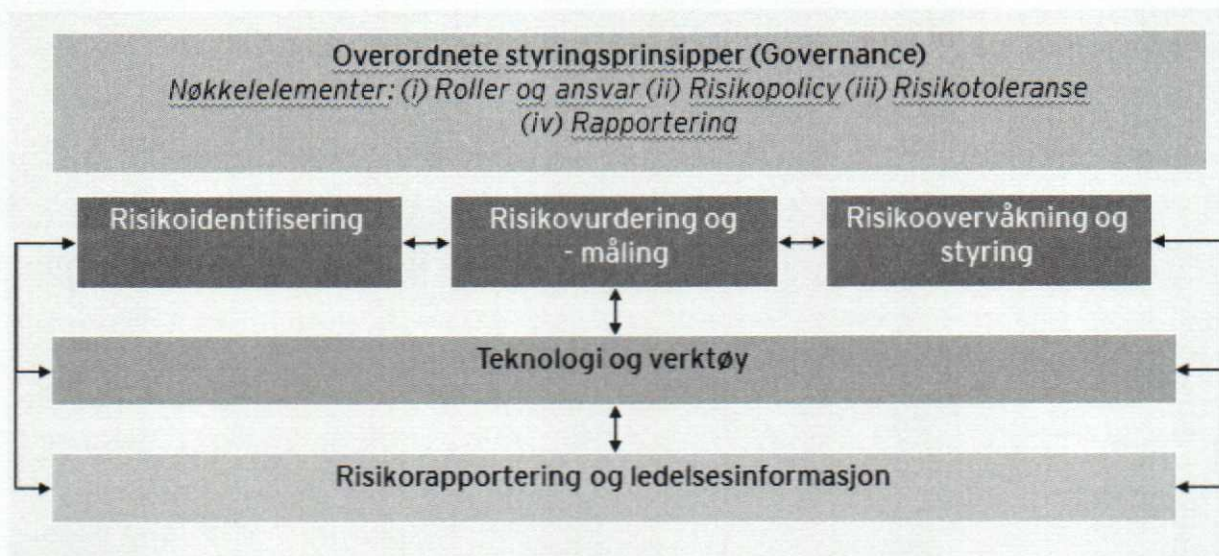 Overordnete styringsprinsipper (Governance)
Nøkkelelementer: (i) Roller og ansvar (ii) Risikopolicy (iii) Risikotoleranse
(iv) Rapportering
Risikoidentifisering
Risikovurdering og
- måling
Risikoovervåkning og
styring
Teknologi og verktøy
Risikorapportering og ledelsesinformasjon